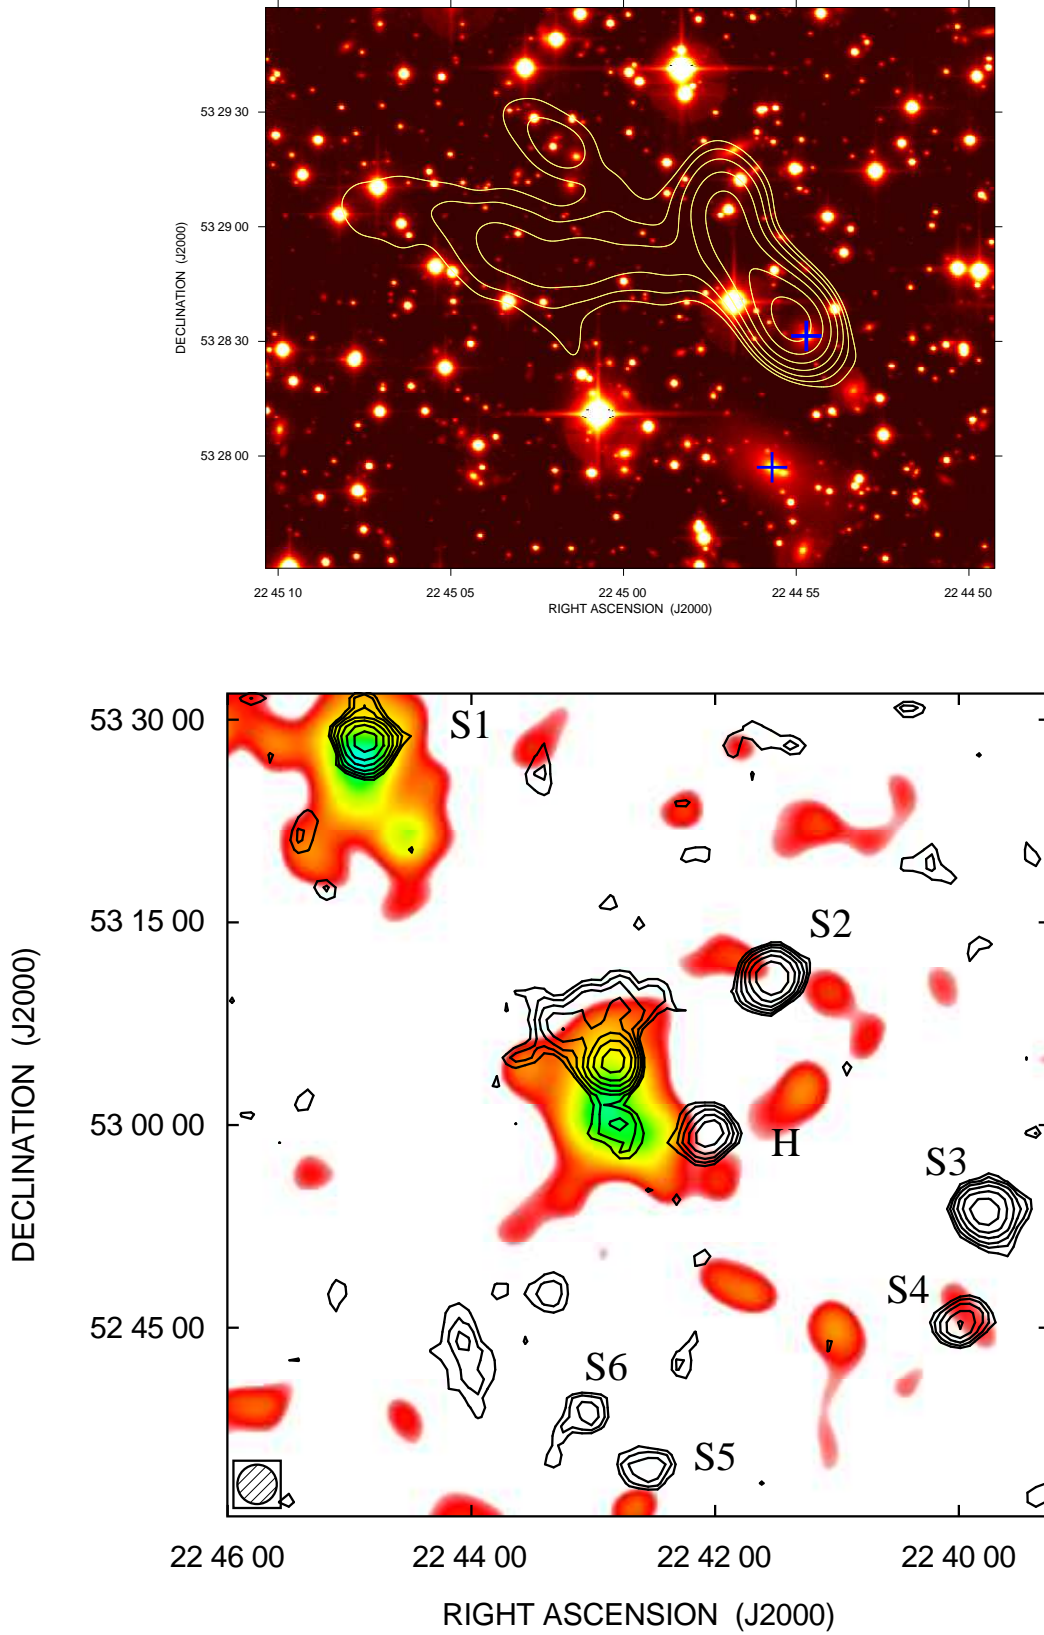 53 29 30
53 29 00
53 28 30
53 28 00
DECLINATION (J2000)
22 45 10
22 45 05
22 45 00
22 44 55
22 44 50
RIGHT ASCENSION (J2000)
53 30 00
53 15 00
53 00 00
52 45 00
DECLINATION (J2000)
S1
S2
H
S3
S4
S6
S5
22 46 00
22 44 00
22 42 00
22 40 00
RIGHT ASCENSION (J2000)